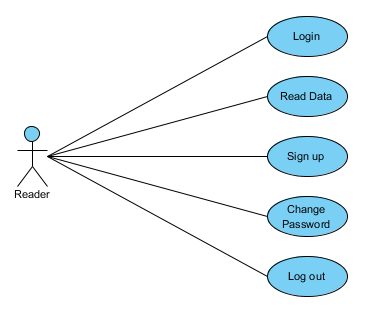 Login
Read Data
Sign up
Reader
Change
Password
Log out